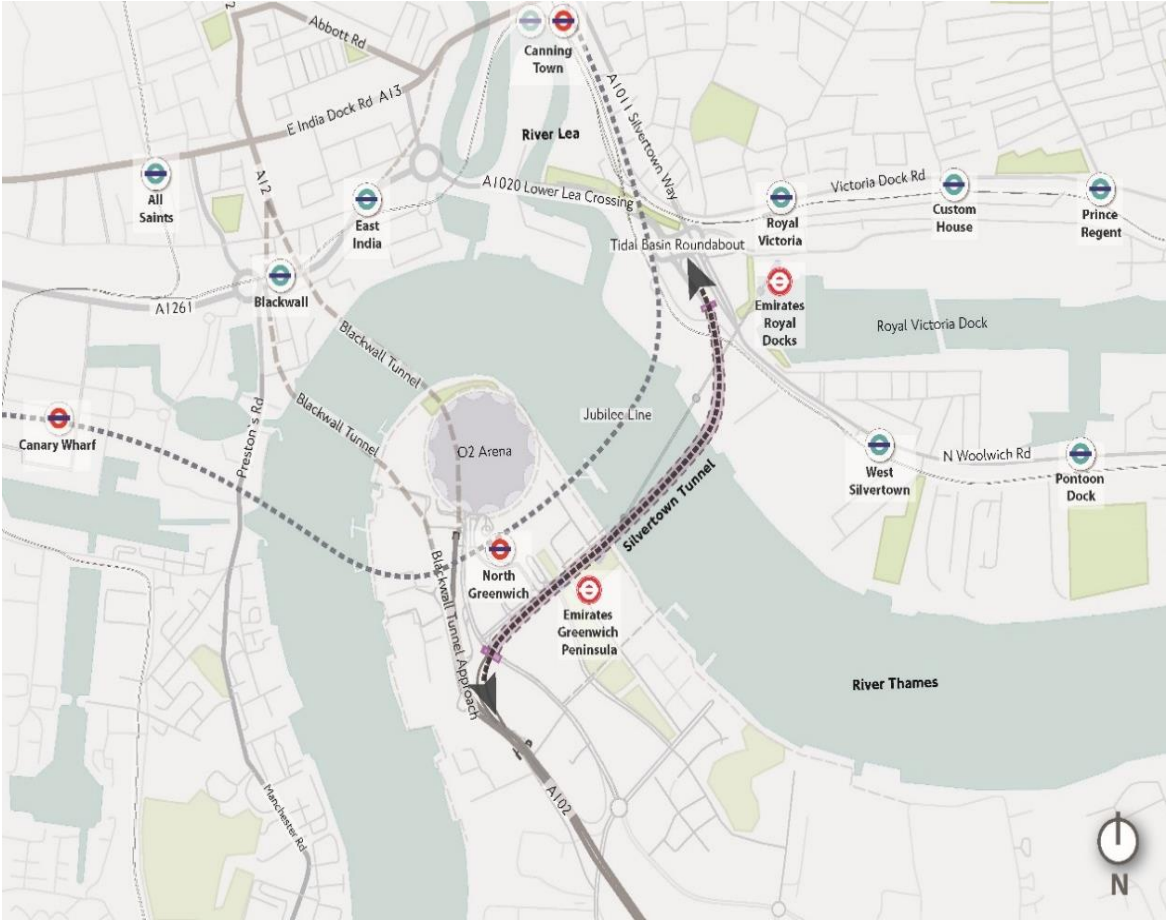 2
Abbott Rd
Canning
Town
A1011 Silvertown Way
E India Dock Rd A13
River Lea
A12
All
Saints
A1020 Lower Lea Crossing
East
India
Victoria Dock Rd
Royal
Victoria
Custom
House
Prince
Regent
Tidal Basin Roundabout
Blackwall
A1261
Emirates
Royal
Docks
Royal Victoria Dock
Blackwall Tunnel
Blackwall Tunnel
Jubilee Line
Canary Wharf
Preston's Rd
O2 Arena
West
Silvertown
N Woolwich Rd
Pontoon
Dock
Silvertown Tunnel
North
Greenwich
Blackwall Tunnel Approach
Emirates
Greenwich
Peninsula
River Thames
A102
Manchester Rd
N